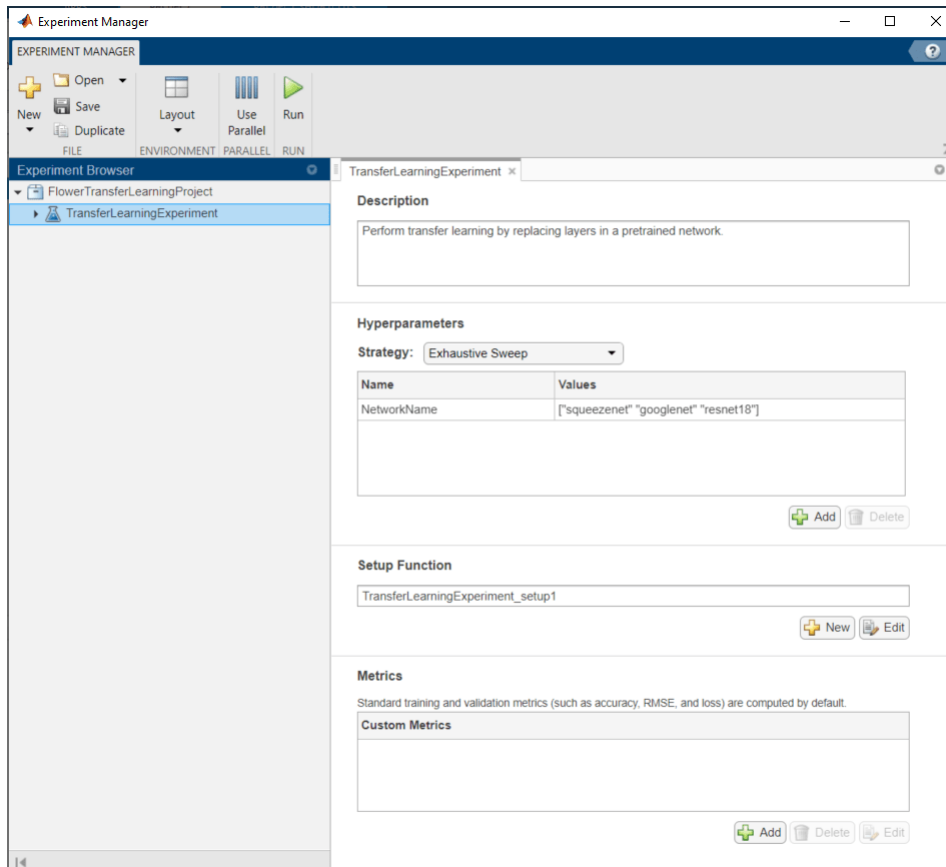 Experiment Manager
EXPERIMENT MANAGER
?
New
Open
Save
Duplicate
Layout
Use
Parallel
Run
FILE
ENVIRONMENT
PARALLEL
RUN
Experiment Browser
FlowerTransferLearningProject
TransferLearningExperiment
TransferLearningExperiment
Description
Perform transfer learning by replacing layers in a pretrained network.
Hyperparameters
Strategy: Exhaustive Sweep
Name Values
NetworkName ["squeezenet" "googlenet" "resnet18"]
Add Delete
Setup Function
TransferLearningExperiment_setup1
New Edit
Metrics
Standard training and validation metrics (such as accuracy, RMSE, and loss) are computed by default.
Custom Metrics
Add Delete Edit